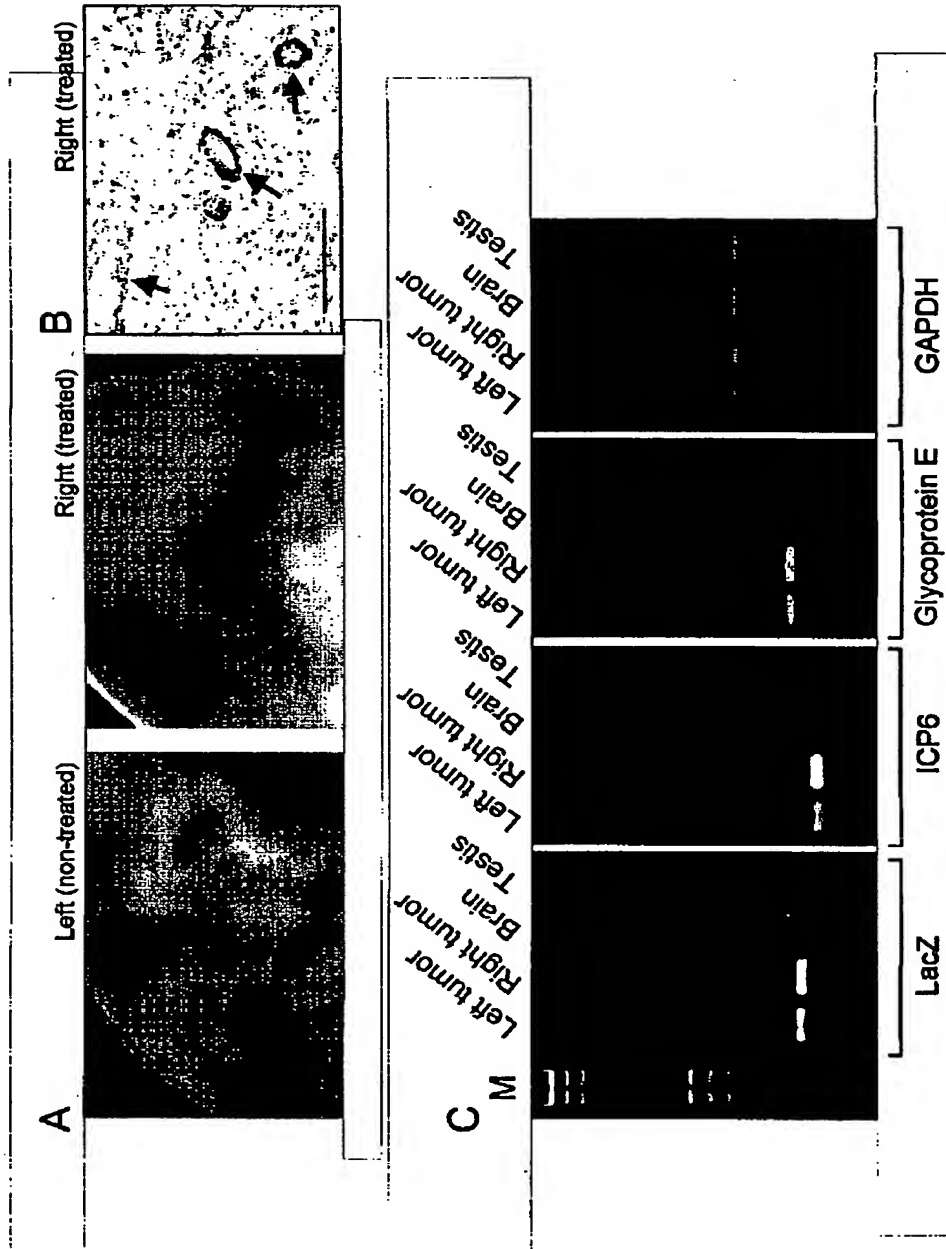 A
Left (non-treated)
Right (treated)
B
Right (treated)
C
M
Left tumor
Right tumor
Brain
Testis
Left tumor
Right tumor
Brain
Testis
Left tumor
Right tumor
Brain
Testis
Left tumor
Right tumor
Brain
Testis
LacZ
ICP6
Glycoprotein E
GAPDH